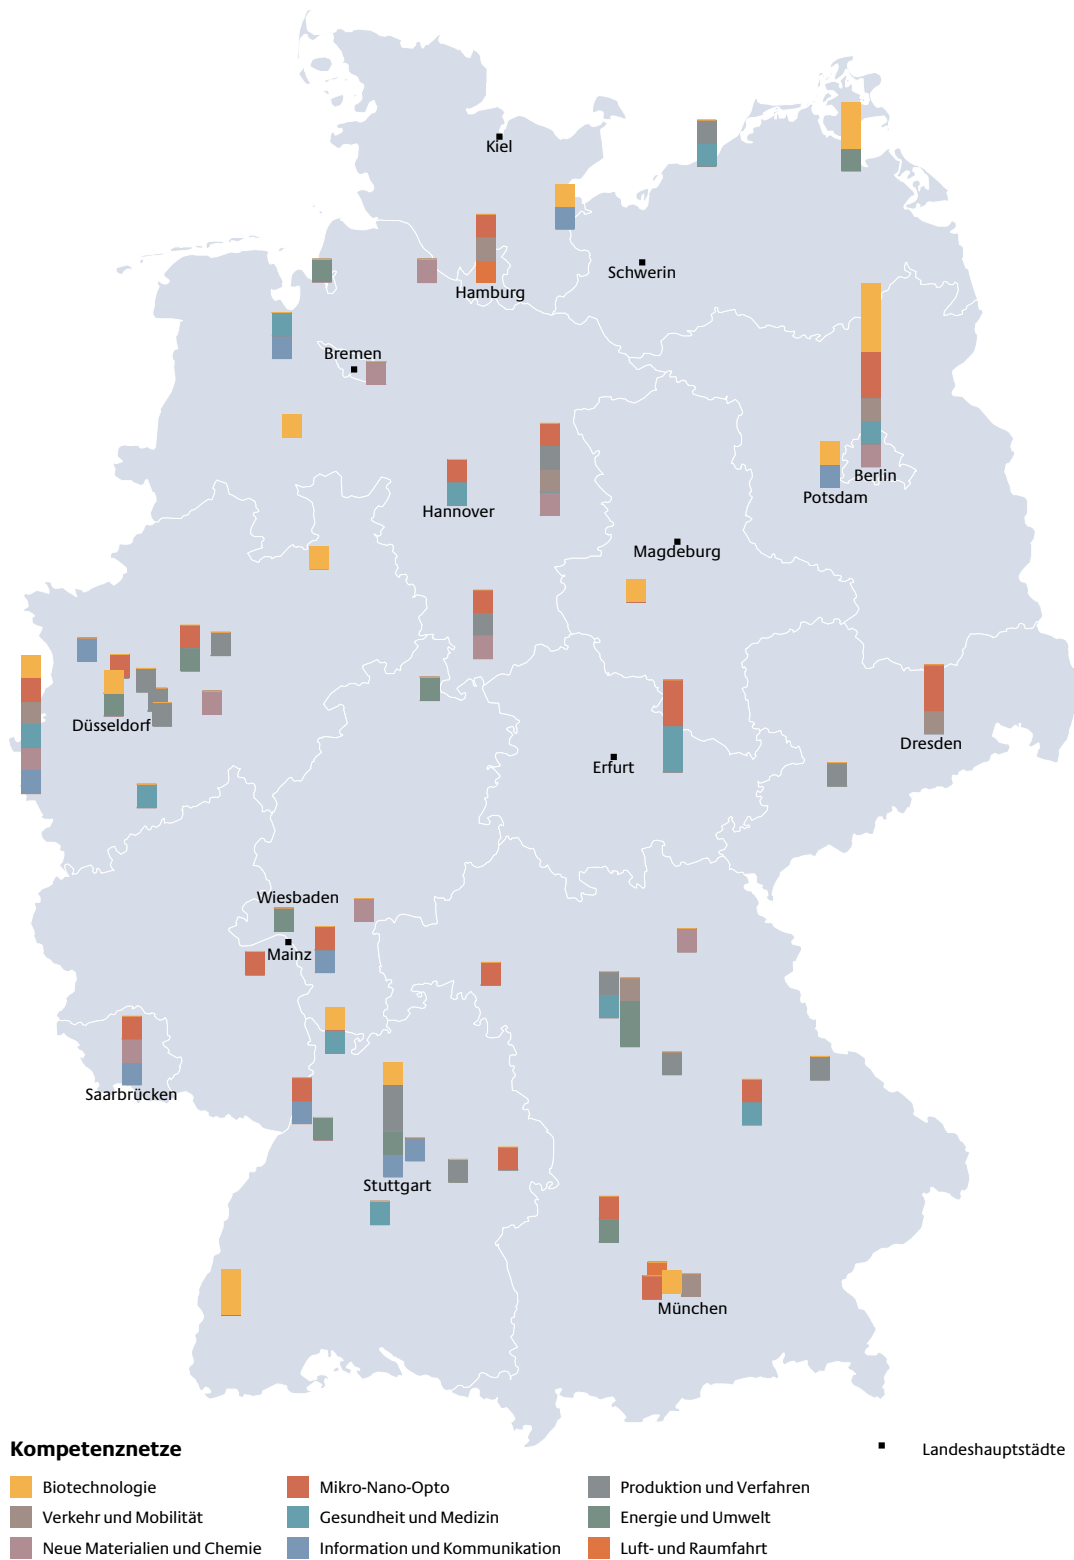 Kiel
Schwerin
Hamburg
Bremen
Berlin
Potsdam
Hannover
Magdeburg
Düsseldorf
Dresden
Erfurt
Wiesbaden
Mainz
Saarbrücken
Stuttgart
München
Kompetenznetze
Landeshauptstädte
Biotechnologie
Mikro-Nano-Opto
Produktion und Verfahren
Verkehr und Mobilität
Gesundheit und Medizin
Energie und Umwelt
Neue Materialien und Chemie
Information und Kommunikation
Luft- und Raumfahrt